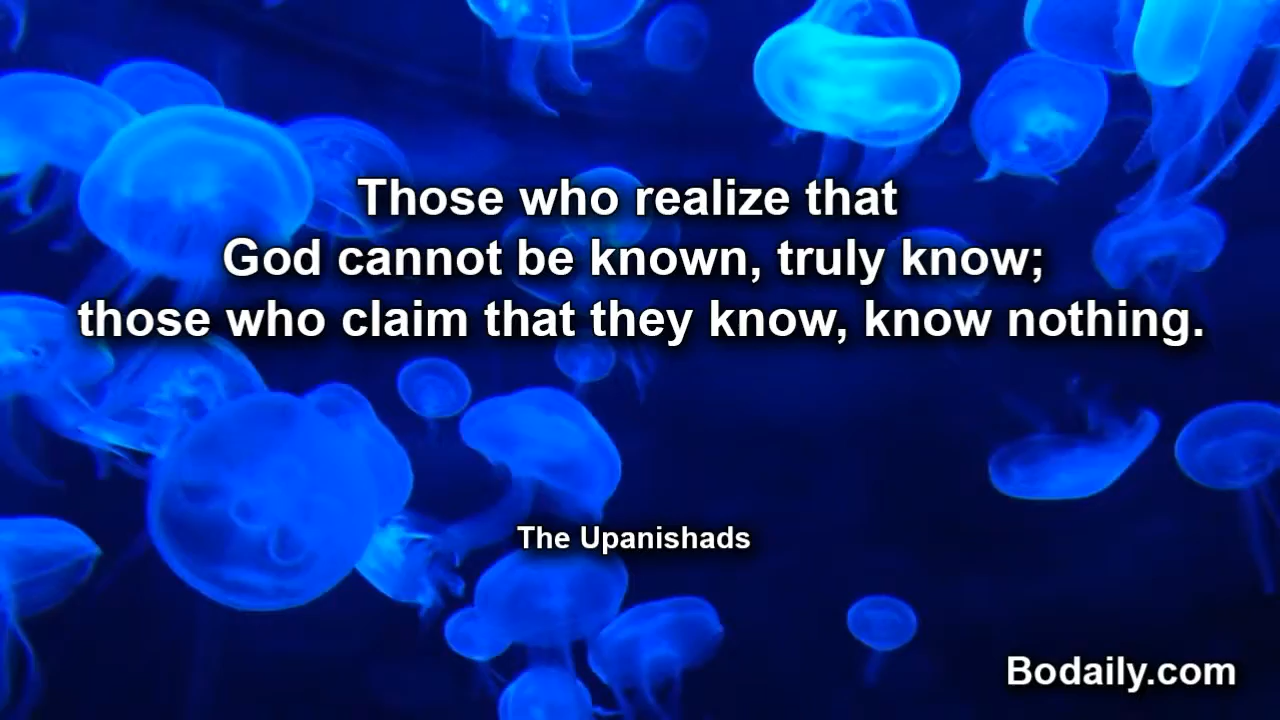 Those who realize that
God cannot be known, truly know;
those who claim that they know, know nothing.
The Upanishads
Bodaily.com